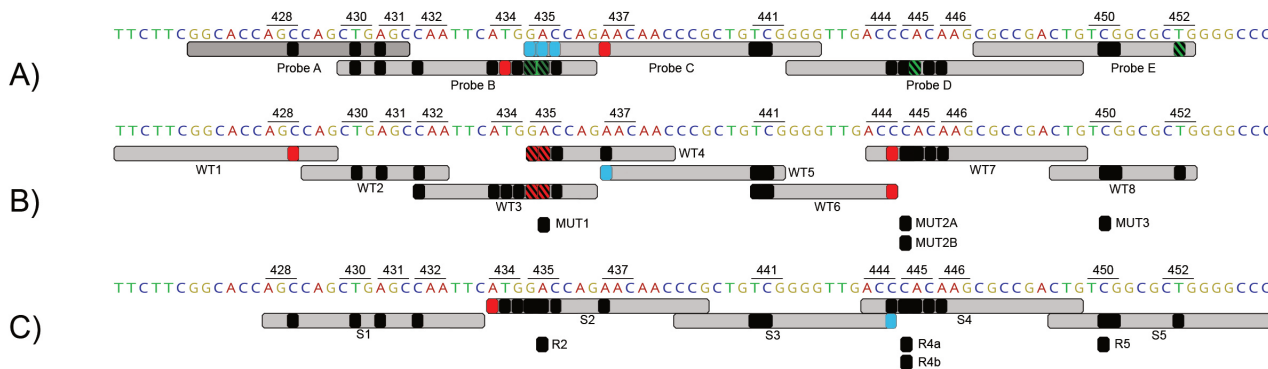 428 430 431 432 434 435 437 441 444 445 446 450 452
TTCTTCGGCACCAGCCAGCTGAGCCAATTCATGGACCAGAACAACCCGCTGTCGGGGTTGACCCACAAGCGCCGACTGTCGGCGCTGGGGCCC
Probe A Probe C Probe E
A) Probe B Probe D
428 430 431 432 434 435 437 441 444 445 446 450 452
TTCTTCGGCACCAGCCAGCTGAGCCAATTCATGGACCAGAACAACCCGCTGTCGGGGTTGACCCACAAGCGCCGACTGTCGGCGCTGGGGCCC
WT1 WT4 WT7
WT2 WT5 WT8
B) WT3 WT6
MUT1 MUT2A MUT3
MUT2B
428 430 431 432 434 435 437 441 444 445 446 450 452
TTCTTCGGCACCAGCCAGCTGAGCCAATTCATGGACCAGAACAACCCGCTGTCGGGGTTGACCCACAAGCGCCGACTGTCGGCGCTGGGGCCC
S2 S4
C) S1 S3 S5
R2 R4a R5
R4b